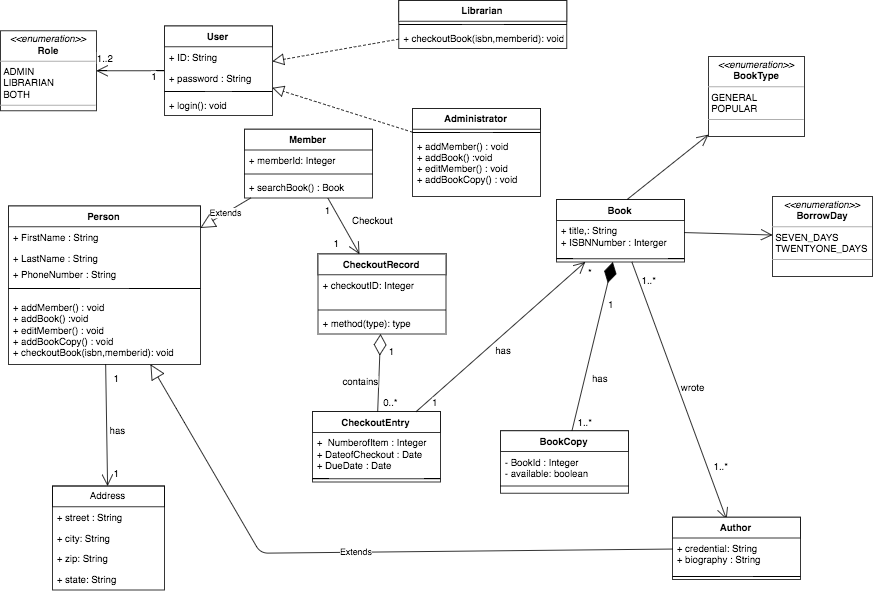 Librarian
+ checkoutBook(isbn,memberid): void
<<enumeration>>
Role
ADMIN
LIBRARIAN
BOTH
1..2
1
User
+ ID: String
+ password : String
+ login(): void
<<enumeration>>
BookType
GENERAL
POPULAR
Administrator
+ addMember() : void
+ addBook() :void
+ editMember() : void
+ addBookCopy() : void
Member
+ memberId: Integer
+ searchBook() : Book
Extends
1
Checkout
1
Person
+ FirstName : String
+ LastName : String
+ PhoneNumber : String
+ addMember() : void
+ addBook() :void
+ editMember() : void
+ addBookCopy() : void
+ checkoutBook(isbn,memberid): void
Book
+ title,: String
+ ISBNNumber : Interger
<<enumeration>>
BorrowDay
SEVEN_DAYS
TWENTYONE_DAYS
CheckoutRecord
+ checkoutID: Integer
+ method(type): type
*
1
1..*
1
contains
0..*
has
1
has
1..*
wrote
1..*
1
has
1
CheckoutEntry
+ NumberofItem : Integer
+ DateofCheckout : Date
+ DueDate : Date
BookCopy
- BookId : Integer
- available: boolean
Address
+ street : String
+ city: String
+ zip: String
+ state: String
Extends
Author
+ credential: String
+ biography : String